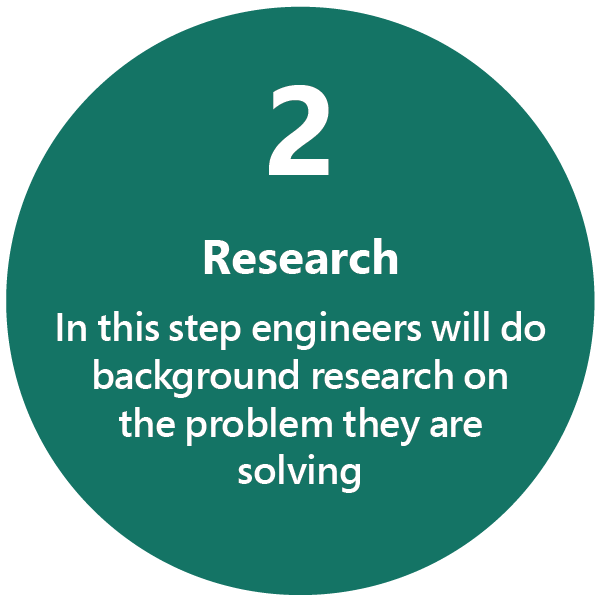 2
Research
In this step engineers will do
background research on
the problem they are
solving